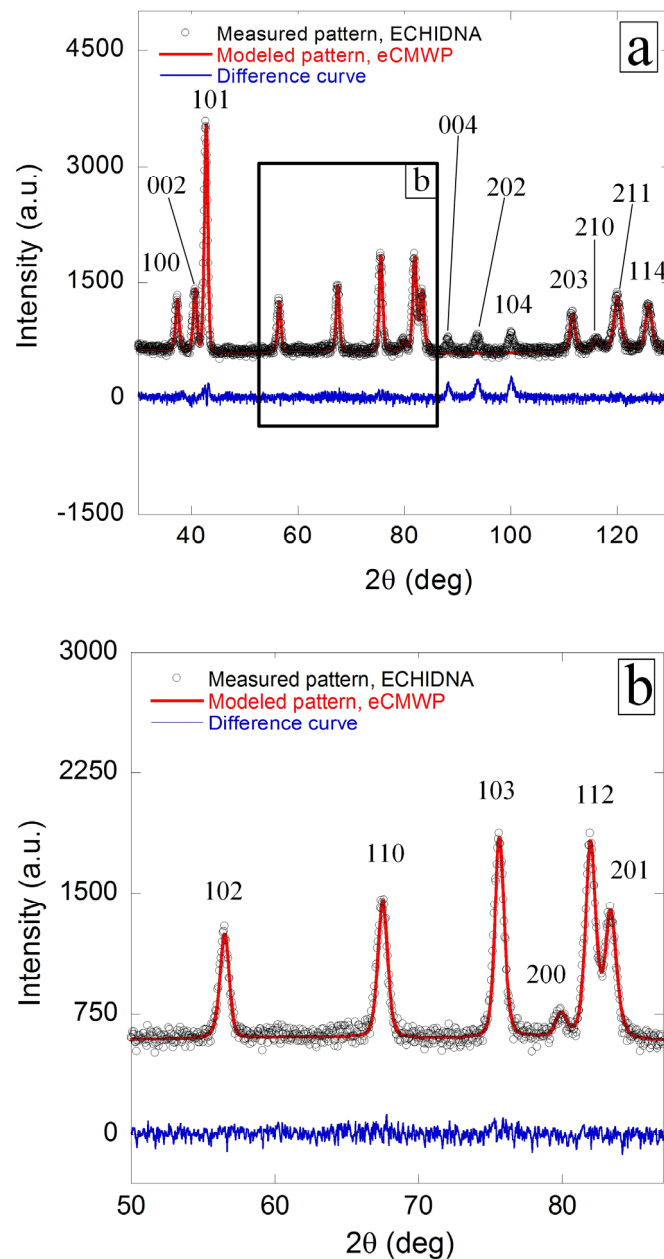 4500
3000
1500
0
-1500
Intensity (a.u.)
Measured pattern, ECHIDNA
Modeled pattern, eCMWP
Difference curve
a
101
002
100
b
004
202
104
203
210
211
114
40 60 80 100 120
2θ (deg)
3000
2250
1500
750
0
Intensity (a.u.)
Measured pattern, ECHIDNA
Modeled pattern, eCMWP
Difference curve
b
102
110
103
200
112
201
50 60 70 80
2θ (deg)